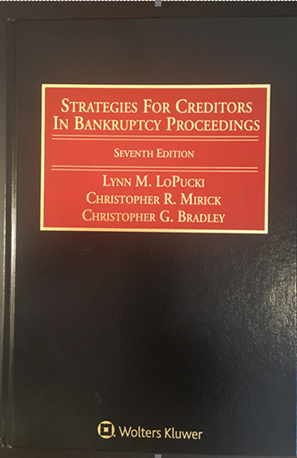 STRATEGIES FOR CREDITORS
IN BANKRUPTCY PROCEEDINGS
SEVENTH EDITION
LYNN M. LOPUCKI
CHRISTOPHER R. MIRICK
CHRISTOPHER G. BRADLEY
Wolters Kluwer